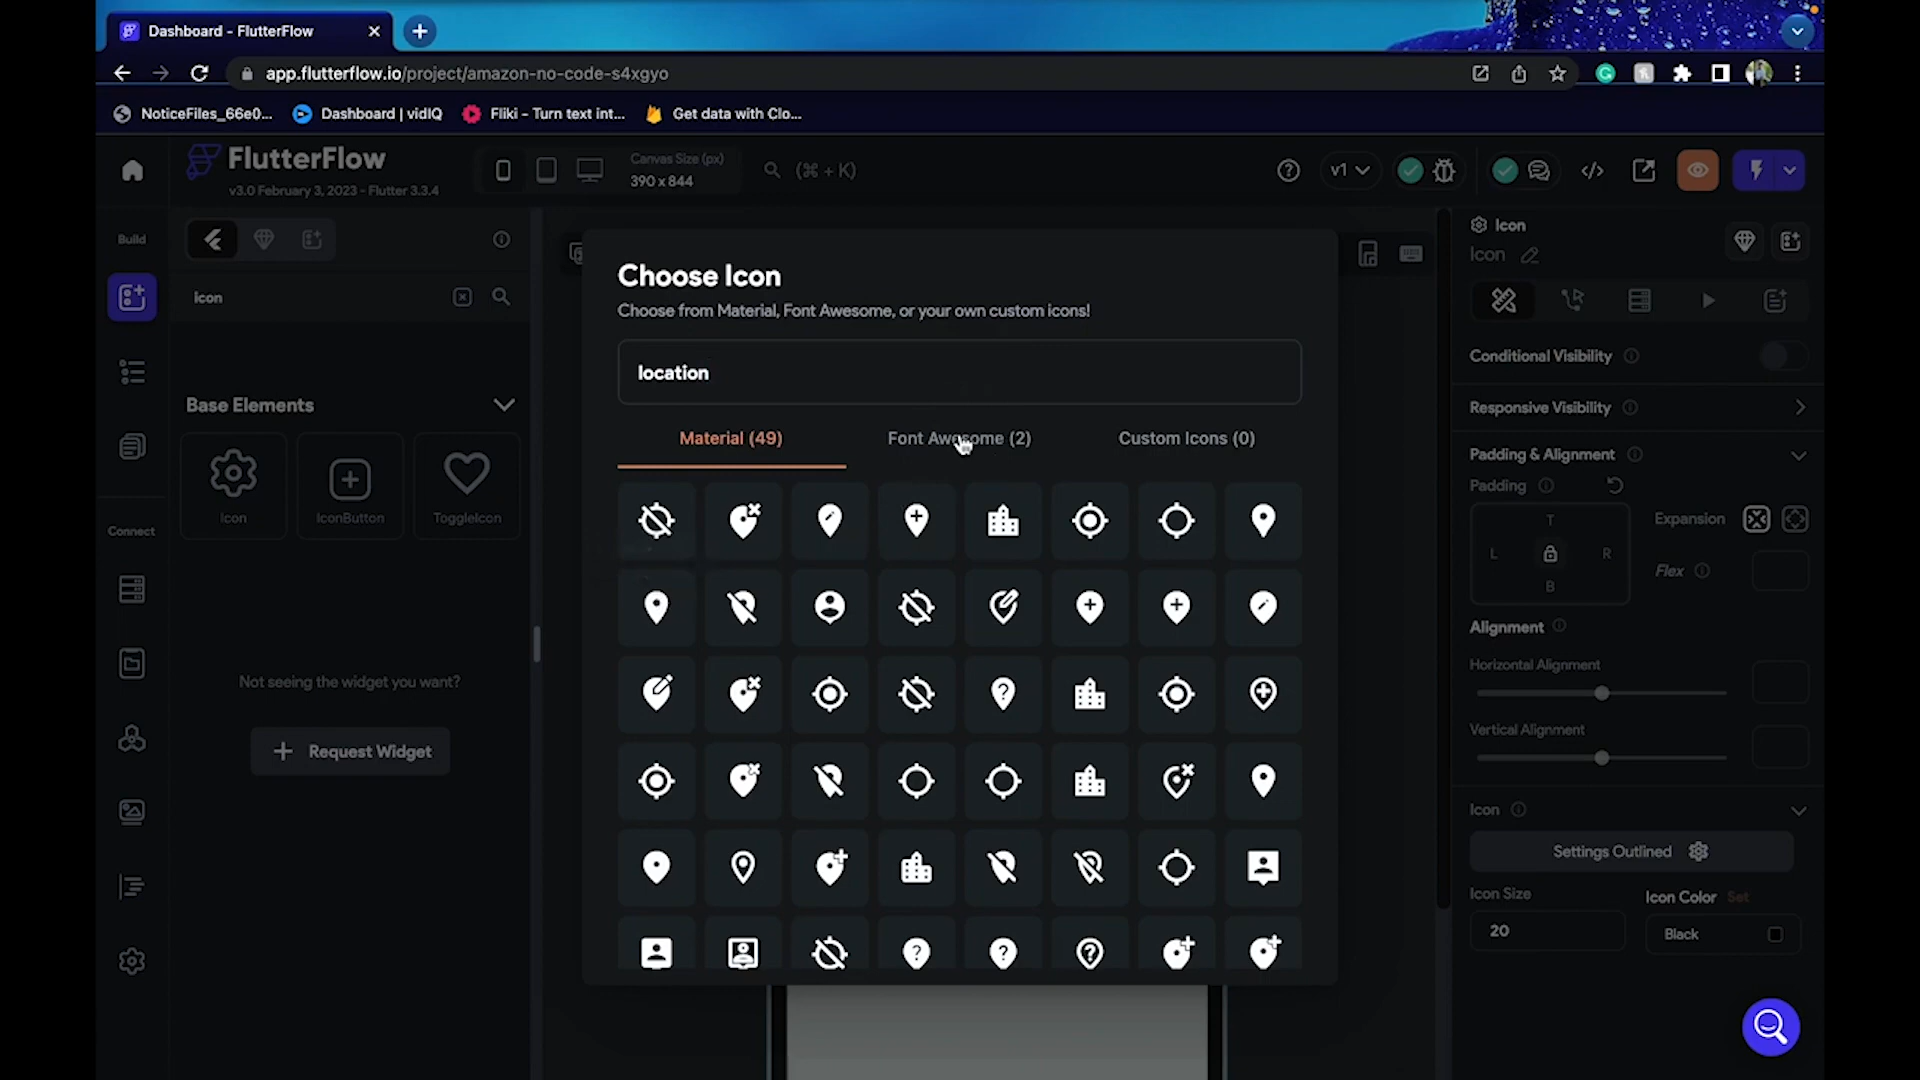 Dashboard - FlutterFlow
app.flutterflow.io/project/amazon-no-code-s4xgyo
NoticeFiles_66e0... Dashboard | vidIQ Fliki - Turn text int... Get data with Clo...
FlutterFlow
v3.0 February 3, 2023 - Flutter 3.3.4
Canvas Size (px)
390 x 844
(⌘ + K)
v1
Build
icon
Base Elements
Icon IconButton ToggleIcon
Connect
Not seeing the widget you want?
+ Request Widget
Choose Icon
Choose from Material, Font Awesome, or your own custom icons!
location
Material (49) Font Awesome (2) Custom Icons (0)
Icon
Icon
Conditional Visibility
Responsive Visibility
Padding & Alignment
Padding
T
L R
B
Expansion
Flex
Alignment
Horizontal Alignment
Vertical Alignment
Icon
Settings Outlined
Icon Size
20
Icon Color Set
Black